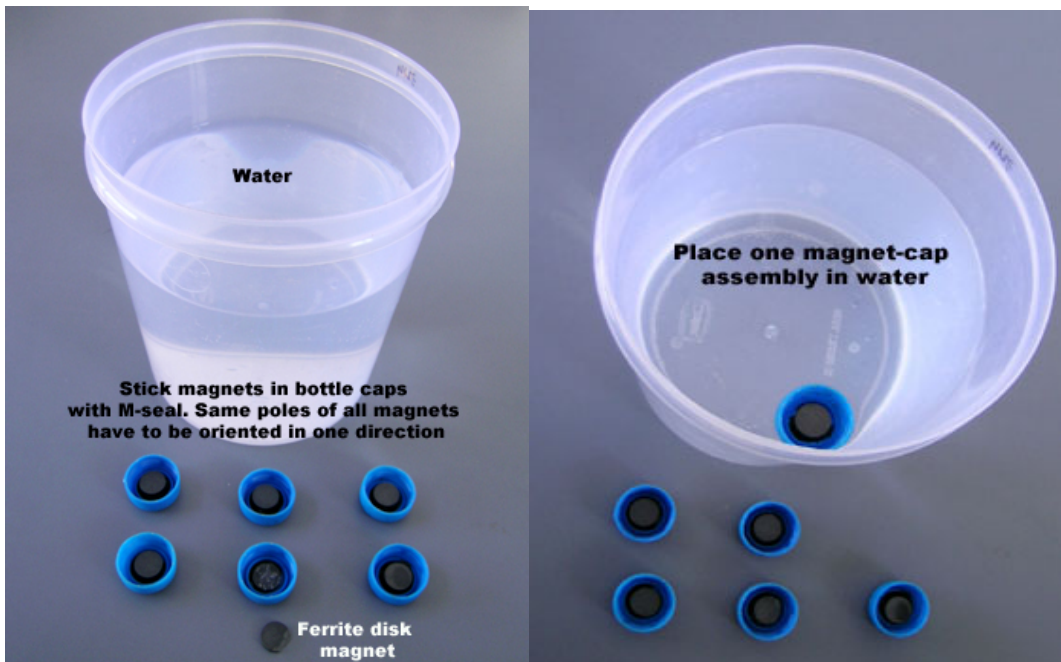 Water
Stick magnets in bottle caps
with M-seal. Same poles of all magnets
have to be oriented in one direction
Ferrite disk
magnet
Place one magnet-cap
assembly in water